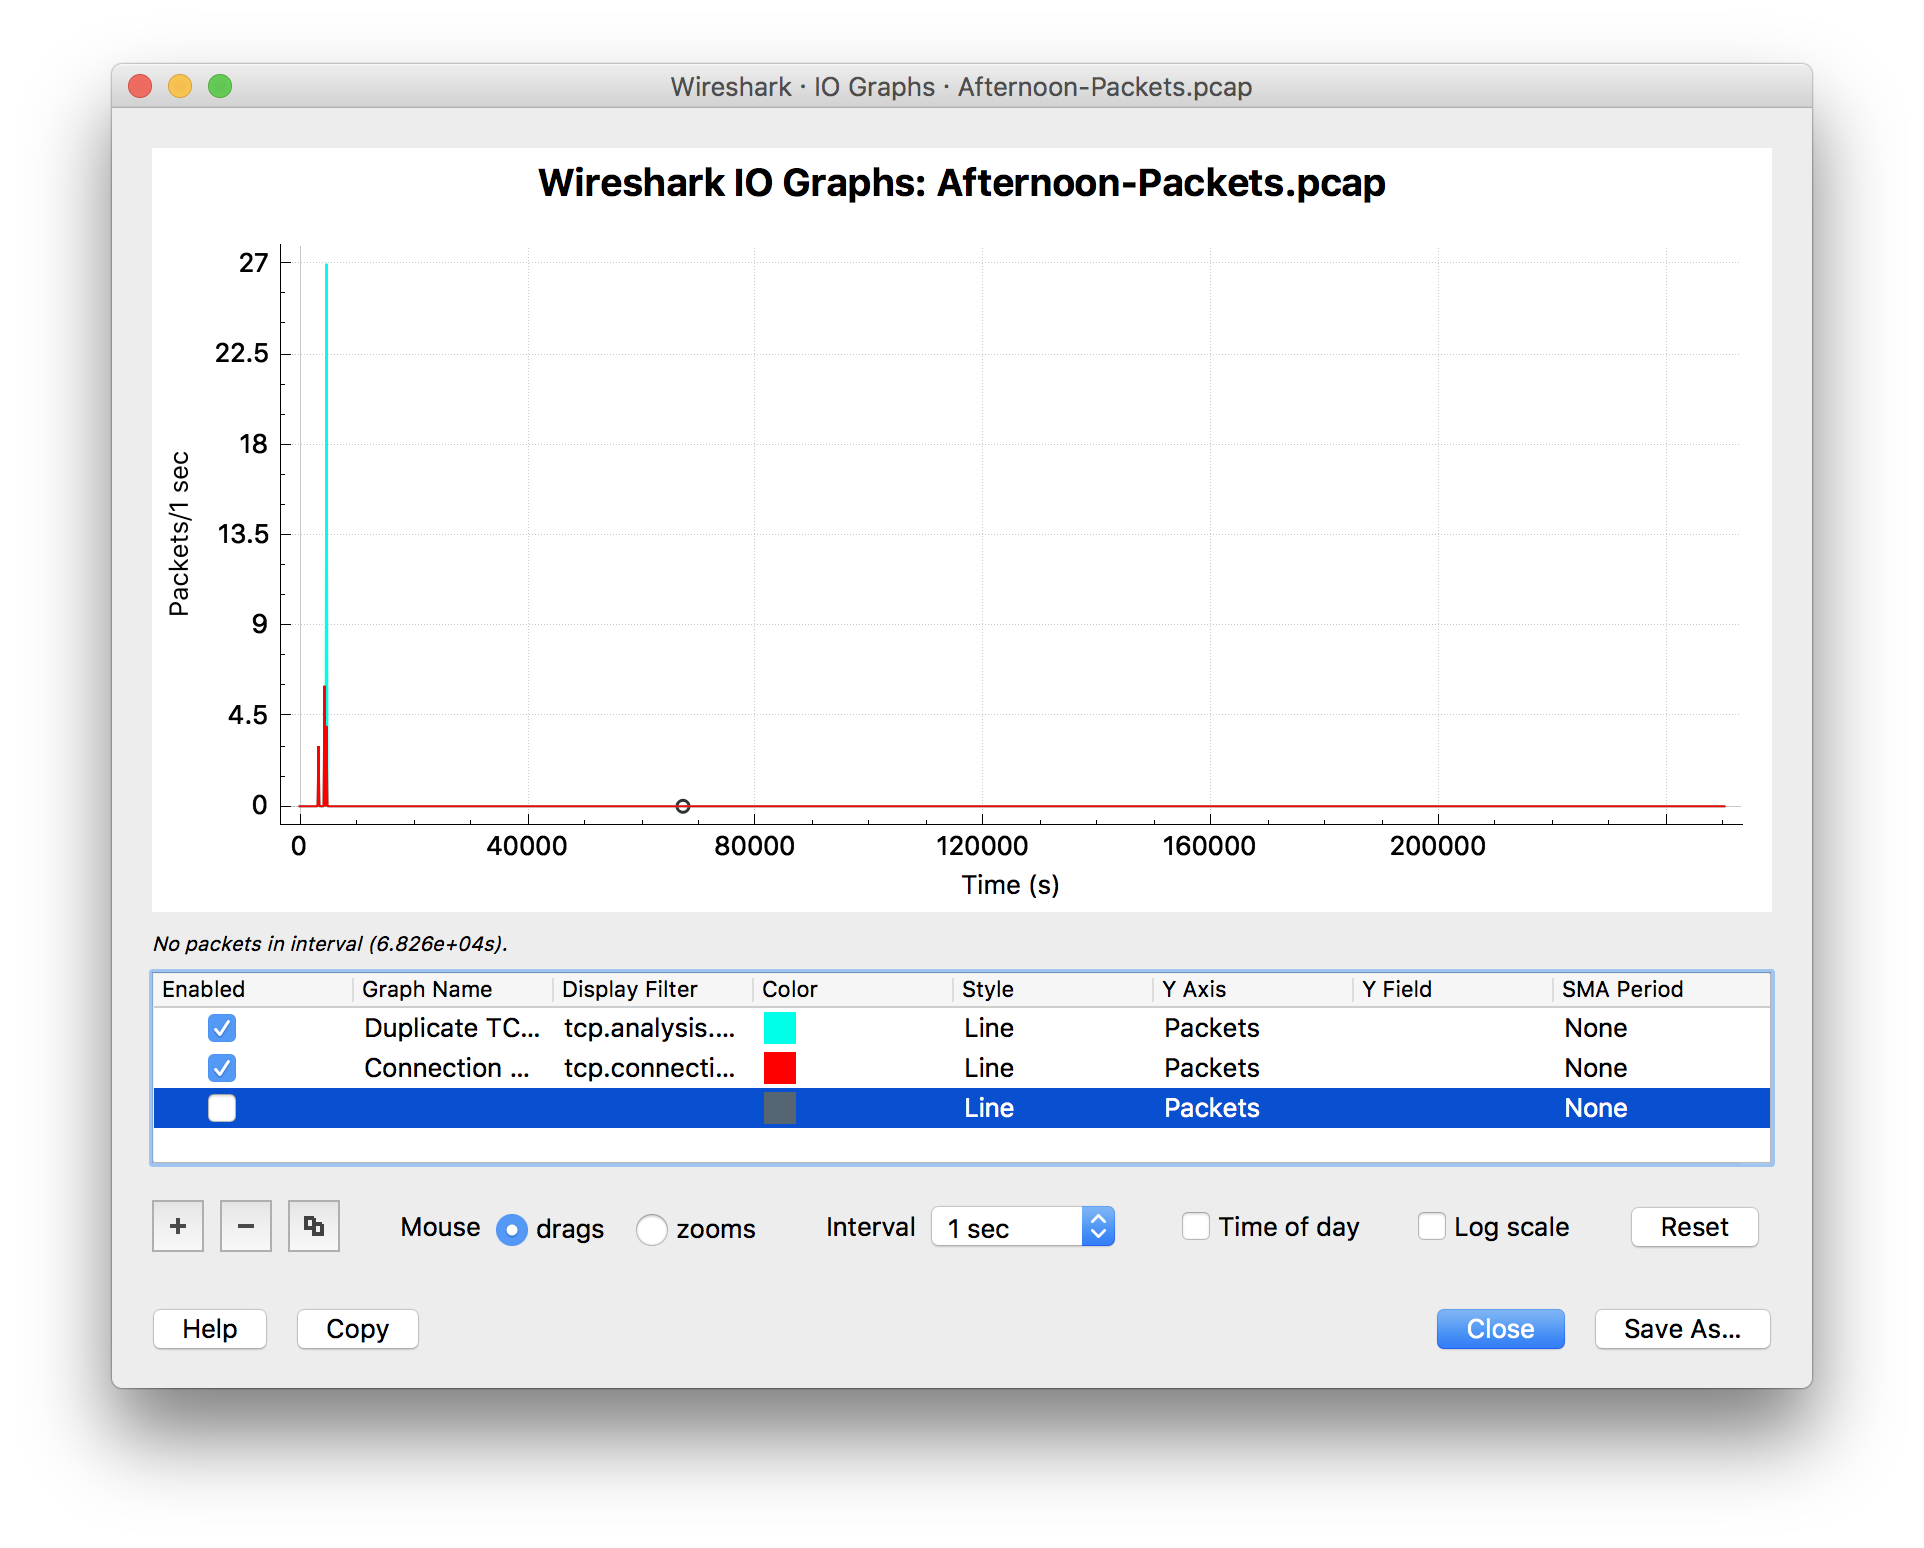 Wireshark · IO Graphs · Afternoon-Packets.pcap
Wireshark IO Graphs: Afternoon-Packets.pcap
27
22.5
18
13.5
9
4.5
0
Packets/1 sec
0 40000 80000 120000 160000 200000
Time (s)
No packets in interval (6.826e+04s).
Enabled Graph Name Display Filter Color Style Y Axis Y Field SMA Period
Duplicate TC... tcp.analysis.... Line Packets None
Connection ... tcp.connecti... Line Packets None
Line Packets None
+ − Mouse drags zooms Interval 1 sec Time of day Log scale Reset
Help Copy Close Save As...